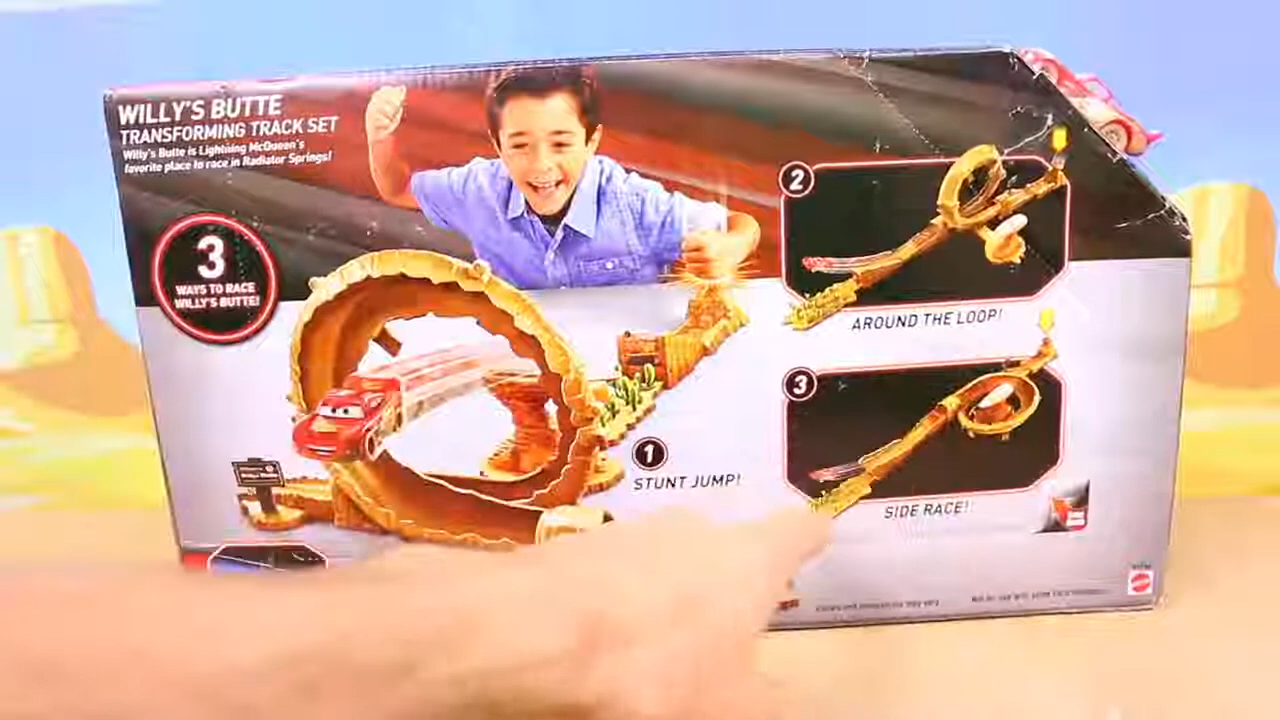 WILLY'S BUTTE
TRANSFORMING TRACK SET
Willy's Butte is Lightning McQueen's
favorite place to race in Radiator Springs!
3
WAYS TO RACE
WILLY'S BUTTE!
1
STUNT JUMP!
2
AROUND THE LOOP!
3
SIDE RACE!